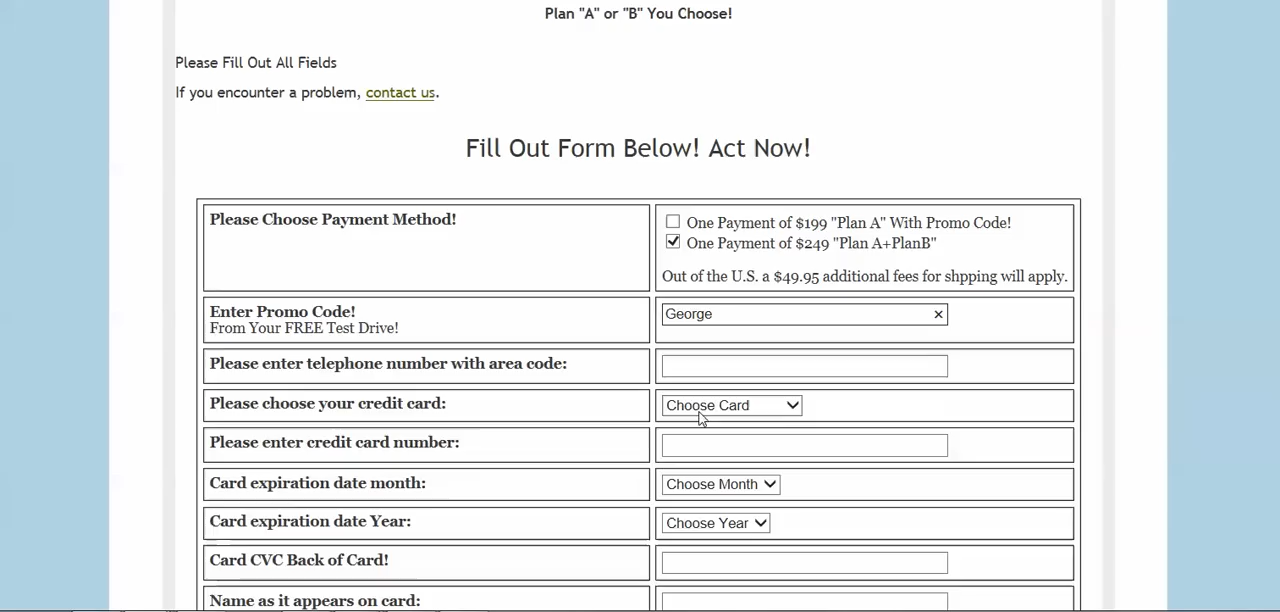 Plan "A" or "B" You Choose!
Please Fill Out All Fields
If you encounter a problem, contact us.
Fill Out Form Below! Act Now!
Please Choose Payment Method!
One Payment of $199 "Plan A" With Promo Code!
One Payment of $249 "Plan A+PlanB"
Out of the U.S. a $49.95 additional fees for shpping will apply.
Enter Promo Code!
From Your FREE Test Drive!
George
Please enter telephone number with area code:
Please choose your credit card:
Choose Card
Please enter credit card number:
Card expiration date month:
Choose Month
Card expiration date Year:
Choose Year
Card CVC Back of Card!
Name as it appears on card: